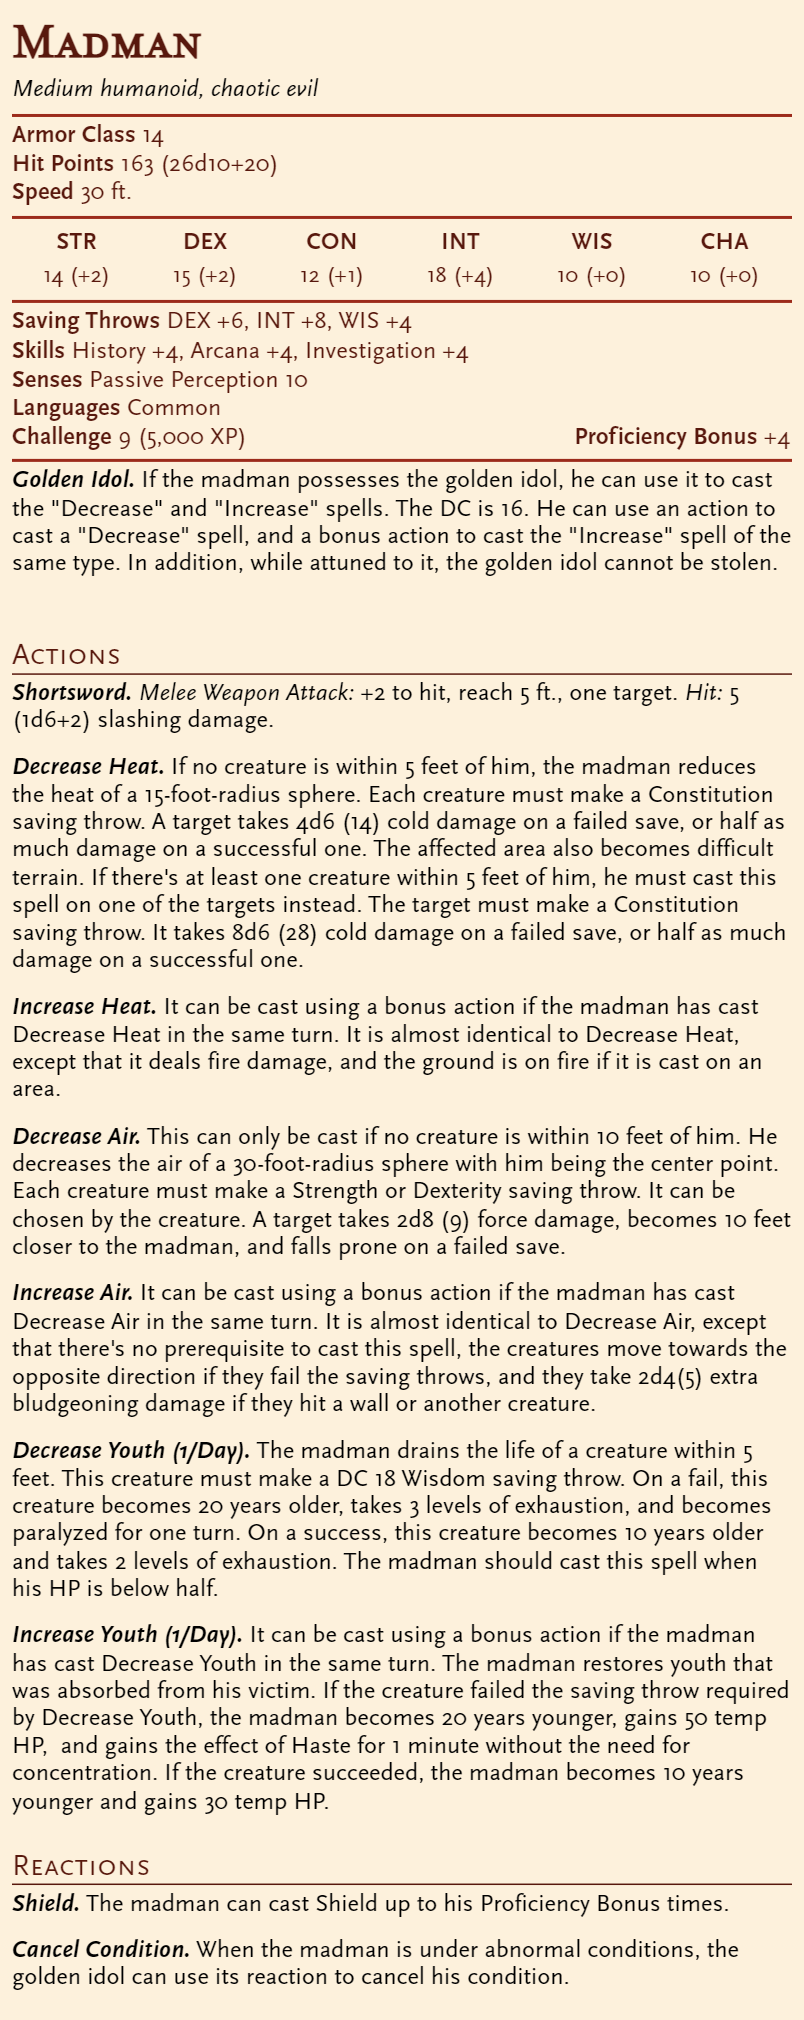 Madman
Medium humanoid, chaotic evil
Armor Class 14
Hit Points 163 (26d10+20)
Speed 30 ft.
STR DEX CON INT WIS CHA
14 (+2) 15 (+2) 12 (+1) 18 (+4) 10 (+0) 10 (+0)
Saving Throws DEX +6, INT +8, WIS +4
Skills History +4, Arcana +4, Investigation +4
Senses Passive Perception 10
Languages Common
Challenge 9 (5,000 XP) Proficiency Bonus +4
Golden Idol. If the madman possesses the golden idol, he can use it to cast
the "Decrease" and "Increase" spells. The DC is 16. He can use an action to
cast a "Decrease" spell, and a bonus action to cast the "Increase" spell of the
same type. In addition, while attuned to it, the golden idol cannot be stolen.
Actions
Shortsword. Melee Weapon Attack: +2 to hit, reach 5 ft., one target. Hit: 5
(1d6+2) slashing damage.
Decrease Heat. If no creature is within 5 feet of him, the madman reduces
the heat of a 15-foot-radius sphere. Each creature must make a Constitution
saving throw. A target takes 4d6 (14) cold damage on a failed save, or half as
much damage on a successful one. The affected area also becomes difficult
terrain. If there's at least one creature within 5 feet of him, he must cast this
spell on one of the targets instead. The target must make a Constitution
saving throw. It takes 8d6 (28) cold damage on a failed save, or half as much
damage on a successful one.
Increase Heat. It can be cast using a bonus action if the madman has cast
Decrease Heat in the same turn. It is almost identical to Decrease Heat,
except that it deals fire damage, and the ground is on fire if it is cast on an
area.
Decrease Air. This can only be cast if no creature is within 10 feet of him. He
decreases the air of a 30-foot-radius sphere with him being the center point.
Each creature must make a Strength or Dexterity saving throw. It can be
chosen by the creature. A target takes 2d8 (9) force damage, becomes 10 feet
closer to the madman, and falls prone on a failed save.
Increase Air. It can be cast using a bonus action if the madman has cast
Decrease Air in the same turn. It is almost identical to Decrease Air, except
that there's no prerequisite to cast this spell, the creatures move towards the
opposite direction if they fail the saving throws, and they take 2d4(5) extra
bludgeoning damage if they hit a wall or another creature.
Decrease Youth (1/Day). The madman drains the life of a creature within 5
feet. This creature must make a DC 18 Wisdom saving throw. On a fail, this
creature becomes 20 years older, takes 3 levels of exhaustion, and becomes
paralyzed for one turn. On a success, this creature becomes 10 years older
and takes 2 levels of exhaustion. The madman should cast this spell when
his HP is below half.
Increase Youth (1/Day). It can be cast using a bonus action if the madman
has cast Decrease Youth in the same turn. The madman restores youth that
was absorbed from his victim. If the creature failed the saving throw required
by Decrease Youth, the madman becomes 20 years younger, gains 50 temp
HP,  and gains the effect of Haste for 1 minute without the need for
concentration. If the creature succeeded, the madman becomes 10 years
younger and gains 30 temp HP.
Reactions
Shield. The madman can cast Shield up to his Proficiency Bonus times.
Cancel Condition. When the madman is under abnormal conditions, the
golden idol can use its reaction to cancel his condition.